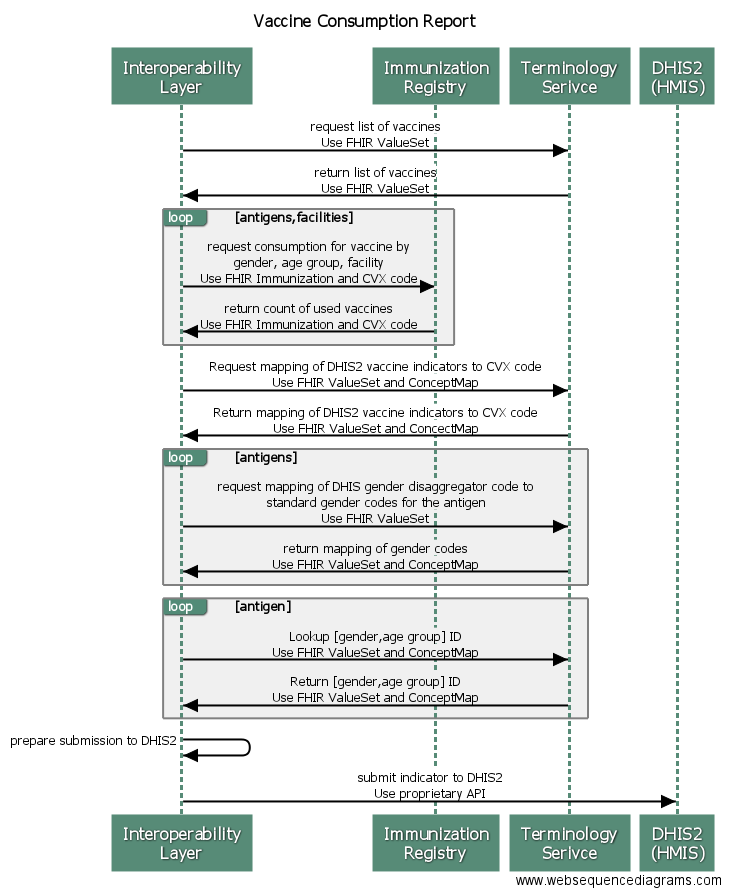 Vaccine Consumption Report
Interoperability
Layer
Immunization
Registry
Terminology
Serivce
DHIS2
(HMIS)
request list of vaccines
Use FHIR ValueSet
return list of vaccines
Use FHIR ValueSet
loop [antigens,facilities]
request consumption for vaccine by
gender, age group, facility
Use FHIR Immunization and CVX code
return count of used vaccines
Use FHIR Immunization and CVX code
Request mapping of DHIS2 vaccine indicators to CVX code
Use FHIR ValueSet and ConceptMap
Return mapping of DHIS2 vaccine indicators to CVX code
Use FHIR ValueSet and ConcectMap
loop [antigens]
request mapping of DHIS gender disaggregator code to
standard gender codes for the antigen
Use FHIR ValueSet
return mapping of gender codes
Use FHIR ValueSet and ConceptMap
loop [antigen]
Lookup [gender,age group] ID
Use FHIR ValueSet and ConceptMap
Return [gender,age group] ID
Use FHIR ValueSet and ConceptMap
prepare submission to DHIS2
submit indicator to DHIS2
Use proprietary API
Interoperability
Layer
Immunization
Registry
Terminology
Serivce
DHIS2
(HMIS)
www.websequencediagrams.com